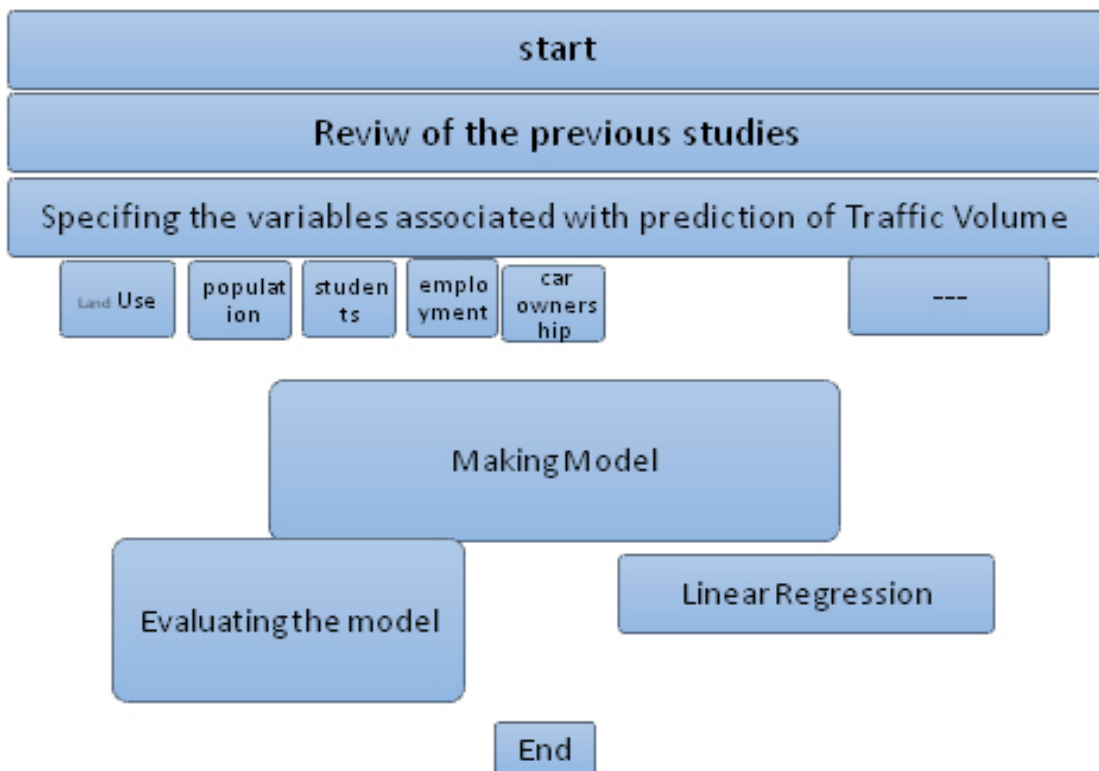 start
Reviw of the previous studies
Specifing the variables associated with prediction of Traffic Volume
Land Use
populat
ion
studen
ts
emplo
yment
car
owners
hip
---
Making Model
Evaluating the model
Linear Regression
End